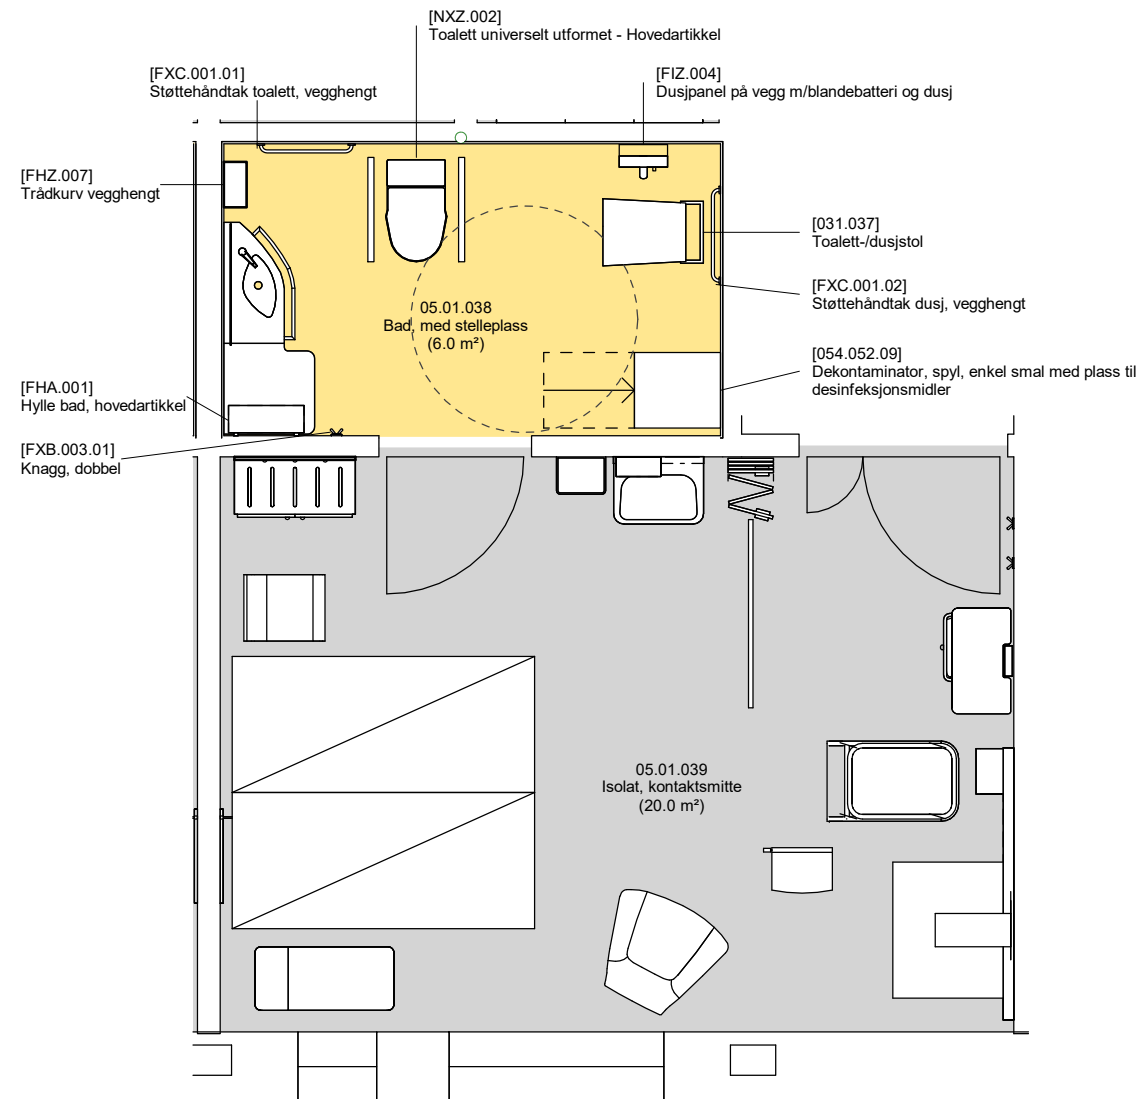 [NXZ.002]
Toalett universelt utformet - Hovedartikkel
[FXC.001.01]
Støttehåndtak toalett, vegghengt
[FIZ.004]
Dusjpanel på vegg m/blandebatteri og dusj
[FHZ.007]
Trådkurv vegghengt
[031.037]
Toalett-/dusjstol
[FXC.001.02]
Støttehåndtak dusj, vegghengt
05.01.038
Bad, med stelleplass
(6.0 m²)
[054.052.09]
Dekontaminator, spyl, enkel smal med plass til
desinfeksjonsmidler
[FHA.001]
Hylle bad, hovedartikkel
[FXB.003.01]
Knagg, dobbel
05.01.039
Isolat, kontaktsmitte
(20.0 m²)